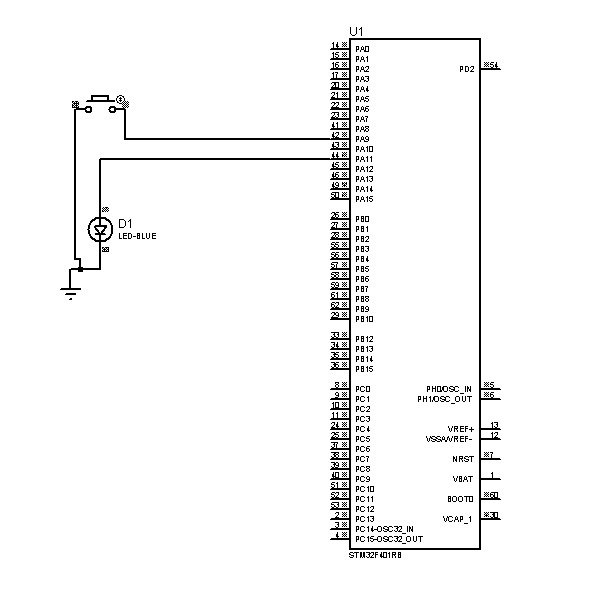 U1
14 PA0
15 PA1
16 PA2
PD2 54
17 PA3
20 PA4
21 PA5
22 PA6
23 PA7
41 PA8
42 PA9
43 PA10
44 PA11
45 PA12
46 PA13
49 PA14
50 PA15
D1
LED-BLUE
26 PB0
27 PB1
28 PB2
55 PB3
56 PB4
57 PB5
58 PB6
59 PB7
61 PB8
62 PB9
29 PB10
33 PB12
34 PB13
35 PB14
36 PB15
8 PC0
PH0/OSC_IN 5
9 PC1
PH1/OSC_OUT 6
10 PC2
11 PC3
24 PC4
VREF+ 13
25 PC5
VSSA/VREF- 12
37 PC6
38 PC7
NRST 7
39 PC8
40 PC9
VBAT 1
51 PC10
52 PC11
BOOT0 60
53 PC12
2 PC13
VCAP_1 30
3 PC14-OSC32_IN
4 PC15-OSC32_OUT
STM32F401RB